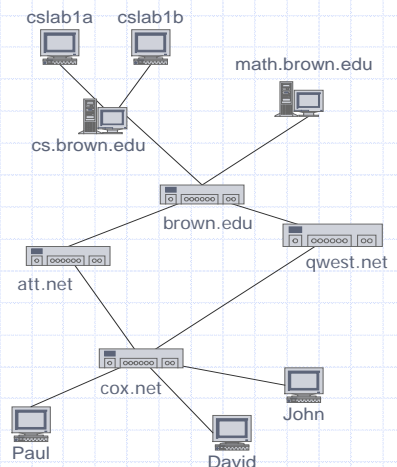 cslab1a cslab1b
math.brown.edu
cs.brown.edu
brown.edu
qwest.net
att.net
cox.net
John
Paul
David